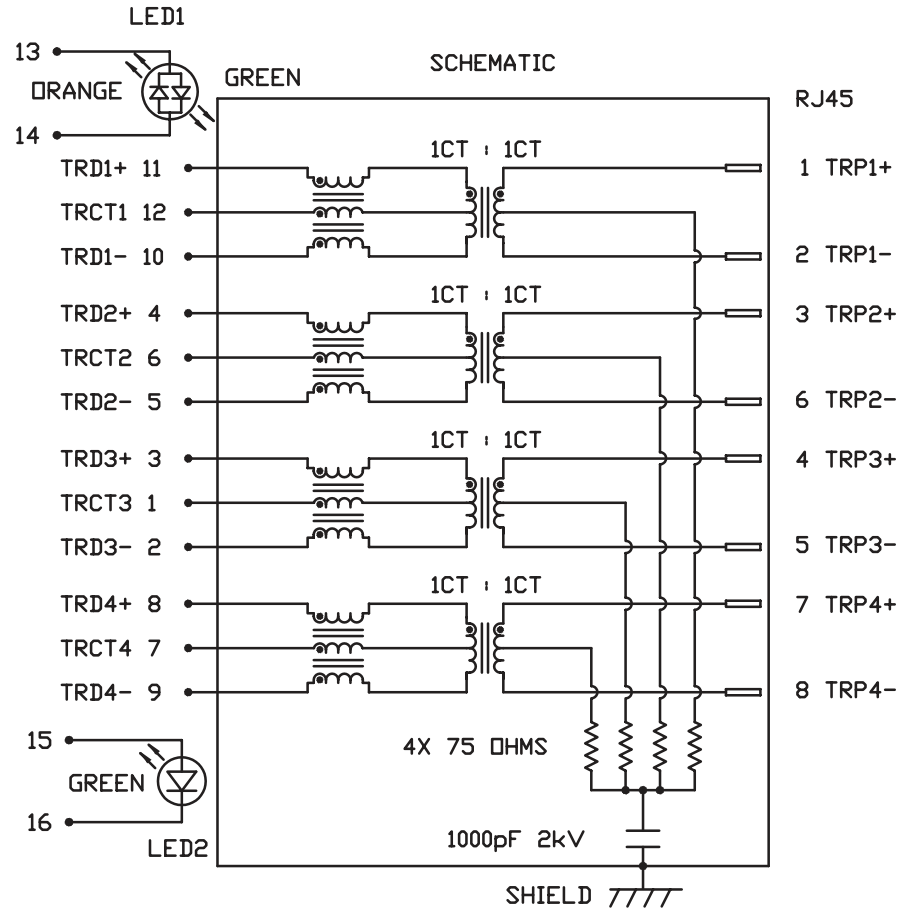 LED1
13
ORANGE
GREEN
14
SCHEMATIC
RJ45
1CT : 1CT
TRD1+ 11
1 TRP1+
TRCT1 12
TRD1- 10
2 TRP1-
1CT : 1CT
TRD2+ 4
3 TRP2+
TRCT2 6
TRD2- 5
6 TRP2-
1CT : 1CT
TRD3+ 3
4 TRP3+
TRCT3 1
TRD3- 2
5 TRP3-
1CT : 1CT
TRD4+ 8
7 TRP4+
TRCT4 7
TRD4- 9
8 TRP4-
15
GREEN
16
LED2
4X 75 OHMS
1000pF 2kV
SHIELD